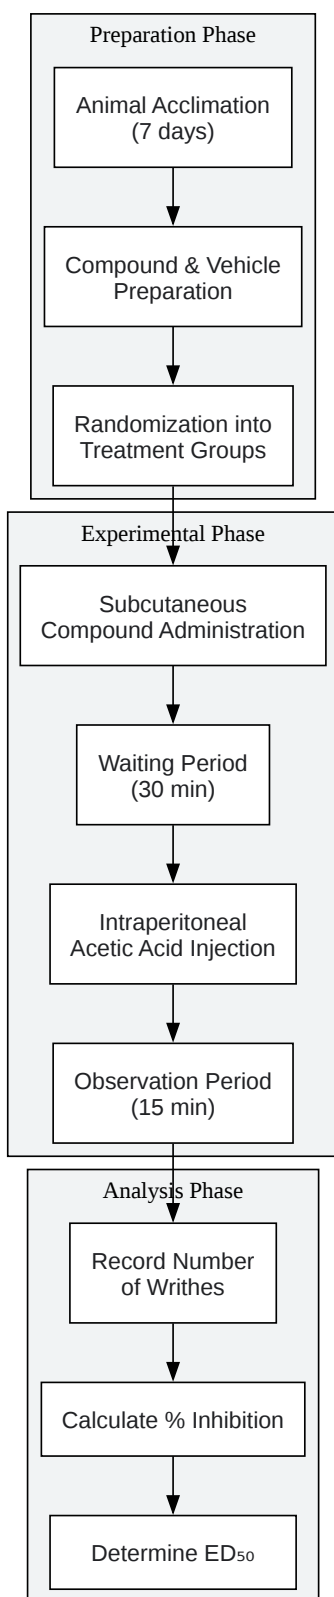 Preparation Phase
Animal Acclimation
(7 days)
Compound & Vehicle
Preparation
Randomization into
Treatment Groups
Experimental Phase
Subcutaneous
Compound Administration
Waiting Period
(30 min)
Intraperitoneal
Acetic Acid Injection
Observation Period
(15 min)
Analysis Phase
Record Number
of Writhes
Calculate % Inhibition
Determine ED₅₀